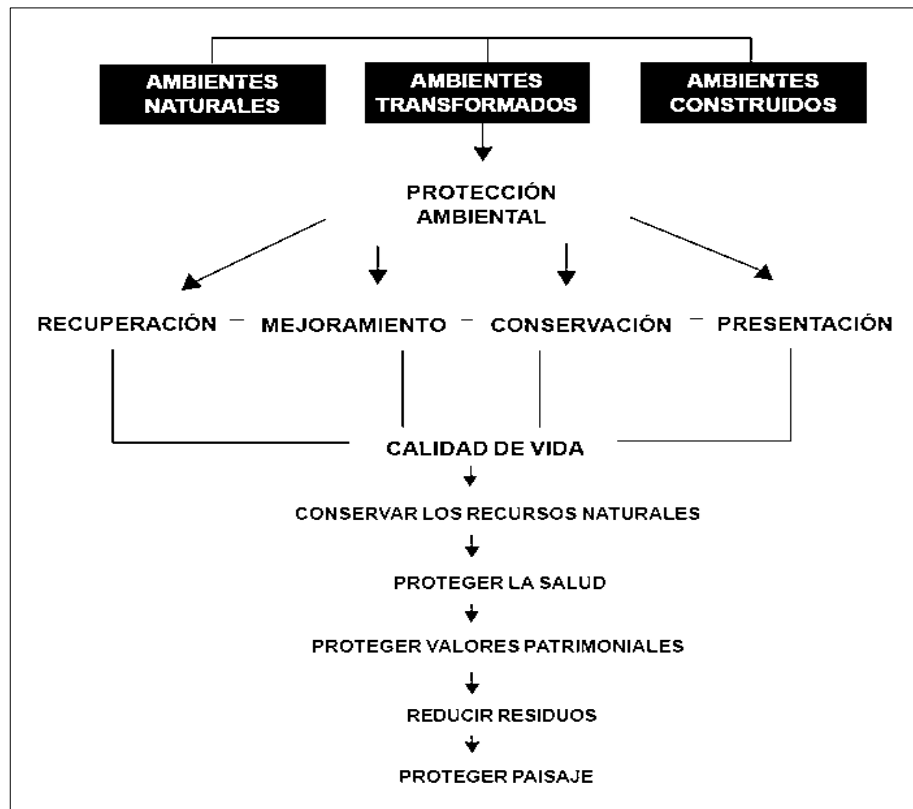 AMBIENTES
NATURALES
AMBIENTES
TRANSFORMADOS
AMBIENTES
CONSTRUIDOS
PROTECCIÓN
AMBIENTAL
RECUPERACIÓN – MEJORAMIENTO – CONSERVACIÓN – PRESENTACIÓN
CALIDAD DE VIDA
CONSERVAR LOS RECURSOS NATURALES
PROTEGER LA SALUD
PROTEGER VALORES PATRIMONIALES
REDUCIR RESIDUOS
PROTEGER PAISAJE